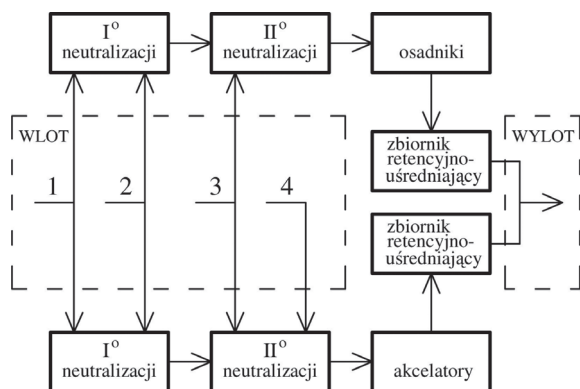 I° II°
neutralizacji neutralizacji osadniki
WLOT WYLOT
zbiornik
retencyjno-
uśredniający
1 2 3 4
zbiornik
retencyjno-
uśredniający
I° II°
neutralizacji neutralizacji akcelatory